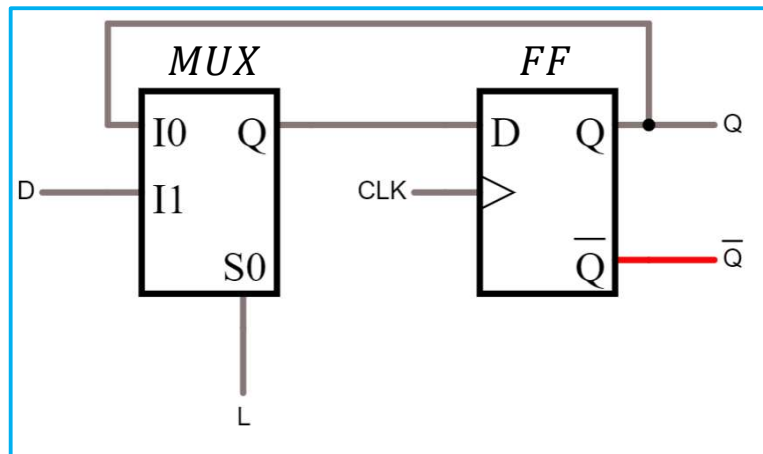 MUX FF
I0 Q D Q Q
D I1 CLK
S0 Q̅ Q̅
L